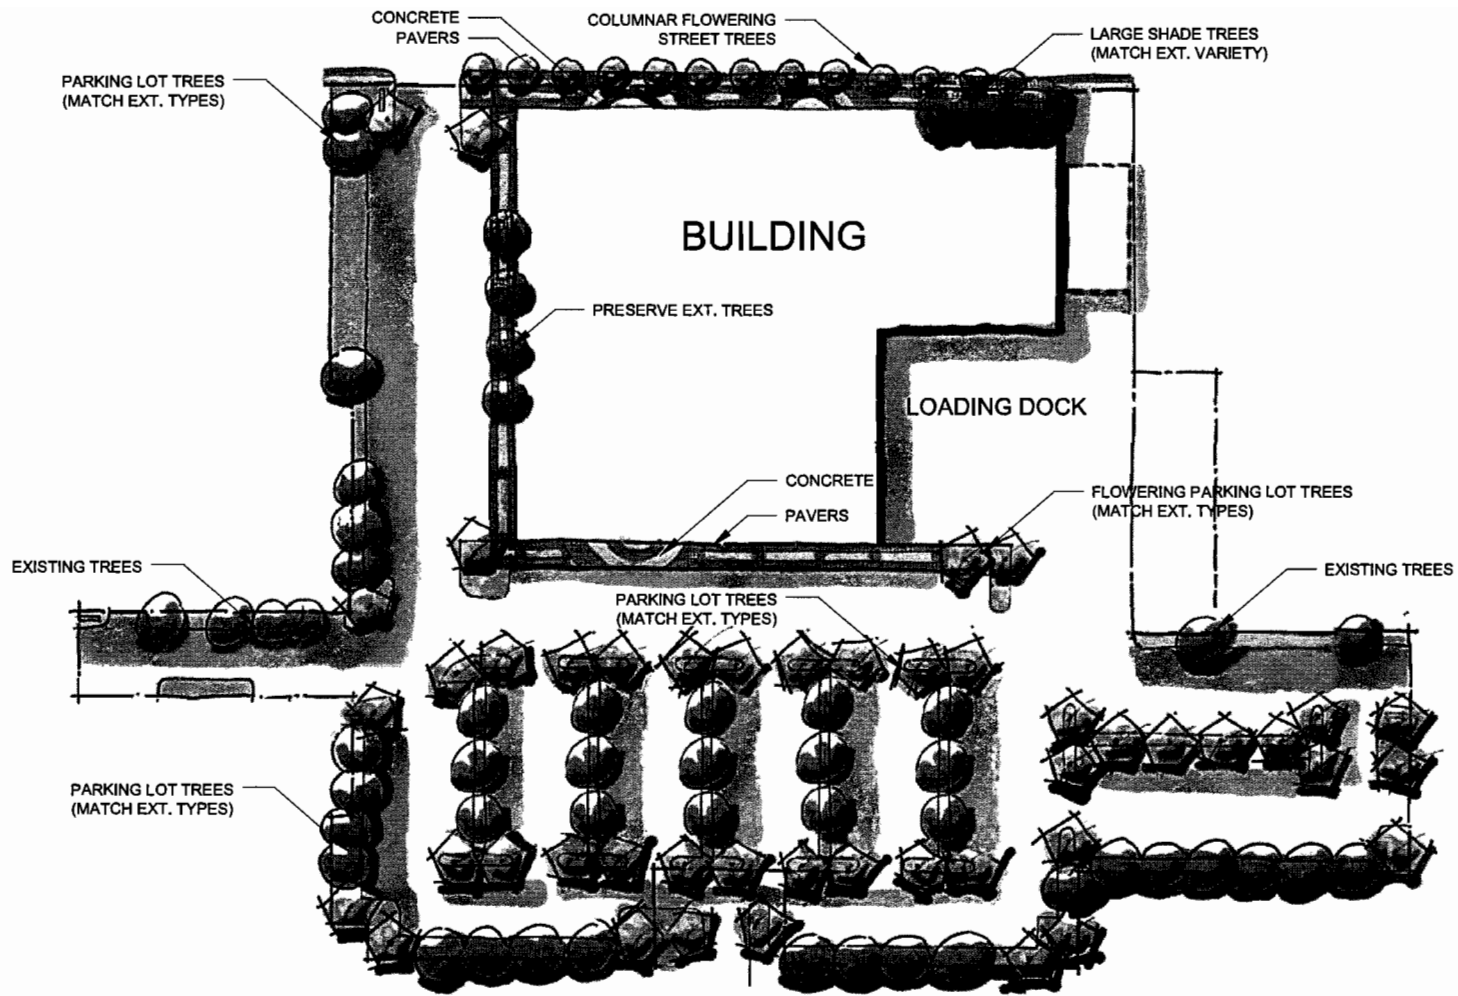 CONCRETE
PAVERS
COLUMNAR FLOWERING
STREET TREES
LARGE SHADE TREES
(MATCH EXT. VARIETY)
PARKING LOT TREES
(MATCH EXT. TYPES)
BUILDING
PRESERVE EXT. TREES
LOADING DOCK
CONCRETE
PAVERS
FLOWERING PARKING LOT TREES
(MATCH EXT. TYPES)
EXISTING TREES
EXISTING TREES
PARKING LOT TREES
(MATCH EXT. TYPES)
PARKING LOT TREES
(MATCH EXT. TYPES)